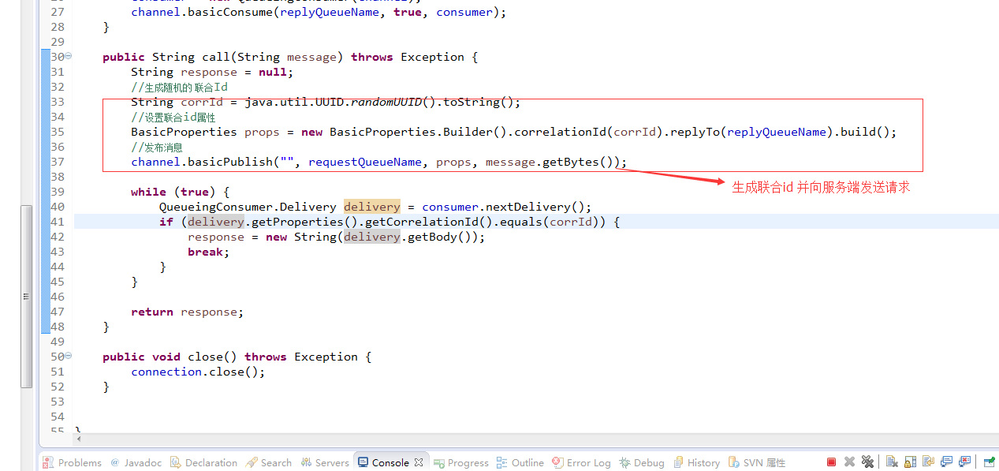 27 channel.basicConsume(replyQueueName, true, consumer);
28 }
29
30 public String call(String message) throws Exception {
31 String response = null;
32 //生成随机的 联合Id
33 String corrId = java.util.UUID.randomUUID().toString();
34 //设置联合id属性
35 BasicProperties props = new BasicProperties.Builder().correlationId(corrId).replyTo(replyQueueName).build();
36 //发布消息
37 channel.basicPublish("", requestQueueName, props, message.getBytes());
38
生成联合id 并向服务端发送请求
39 while (true) {
40 QueueingConsumer.Delivery delivery = consumer.nextDelivery();
41 if (delivery.getProperties().getCorrelationId().equals(corrId)) {
42 response = new String(delivery.getBody());
43 break;
44 }
45 }
46
47 return response;
48 }
49
50 public void close() throws Exception {
51 connection.close();
52 }
53
54
55 }
Problems @ Javadoc Declaration Search Servers Console Progress Outline Error Log Debug History SVN 属性